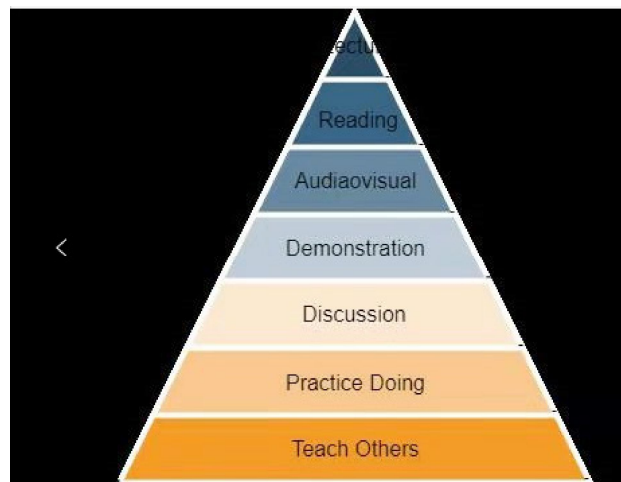 Reading
Audiaovisual
Demonstration
Discussion
Practice Doing
Teach Others